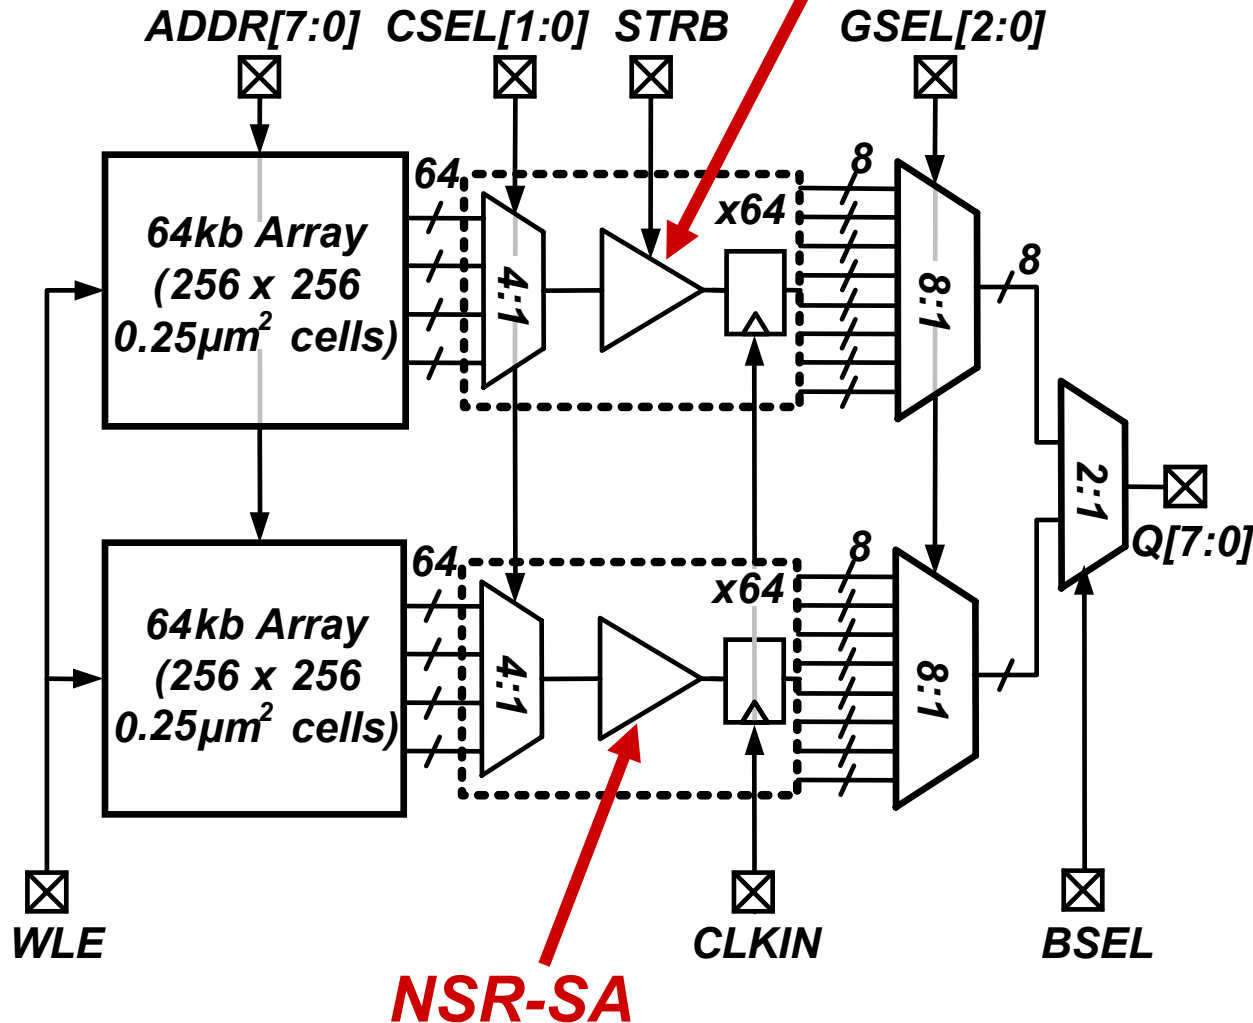 ADDR[7:0] CSEL[1:0] STRB GSEL[2:0]
64
64kb Array
(256 x 256
0.25µm² cells)
4:1
x64
8
8:1
8
2:1
Q[7:0]
64
64kb Array
(256 x 256
0.25µm² cells)
4:1
x64
8
8:1
WLE
CLKIN
BSEL
NSR-SA